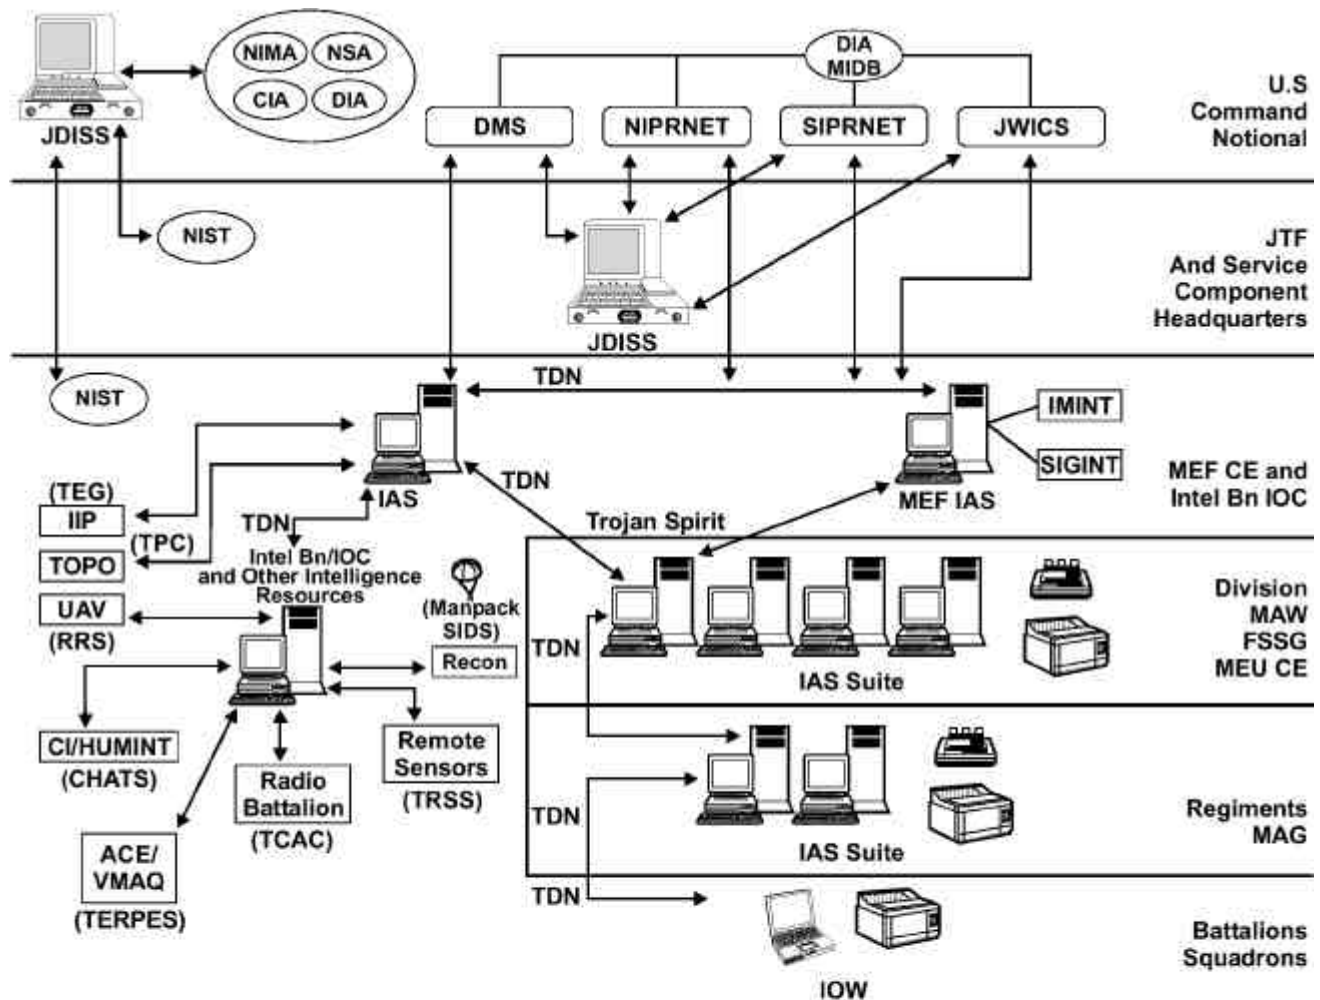 NIMA
NSA
CIA
DIA
JDISS
DIA
MIDB
DMS
NIPRNET
SIPRNET
JWICS
U.S
Command
Notional
NIST
JDISS
JTF
And Service
Component
Headquarters
NIST
TDN
IAS
MEF IAS
IMINT
SIGINT
MEF CE and
Intel Bn IOC
TDN
Trojan Spirit
(TEG)
IIP
(TPC)
TOPO
UAV
(RRS)
TDN
Intel Bn/IOC
and Other Intelligence
Resources
(Manpack
SIDS)
Recon
CI/HUMINT
(CHATS)
Radio
Battalion
(TCAC)
Remote
Sensors
(TRSS)
ACE/
VMAQ
(TERPES)
TDN
IAS Suite
Division
MAW
FSSG
MEU CE
TDN
IAS Suite
Regiments
MAG
TDN
IOW
Battalions
Squadrons